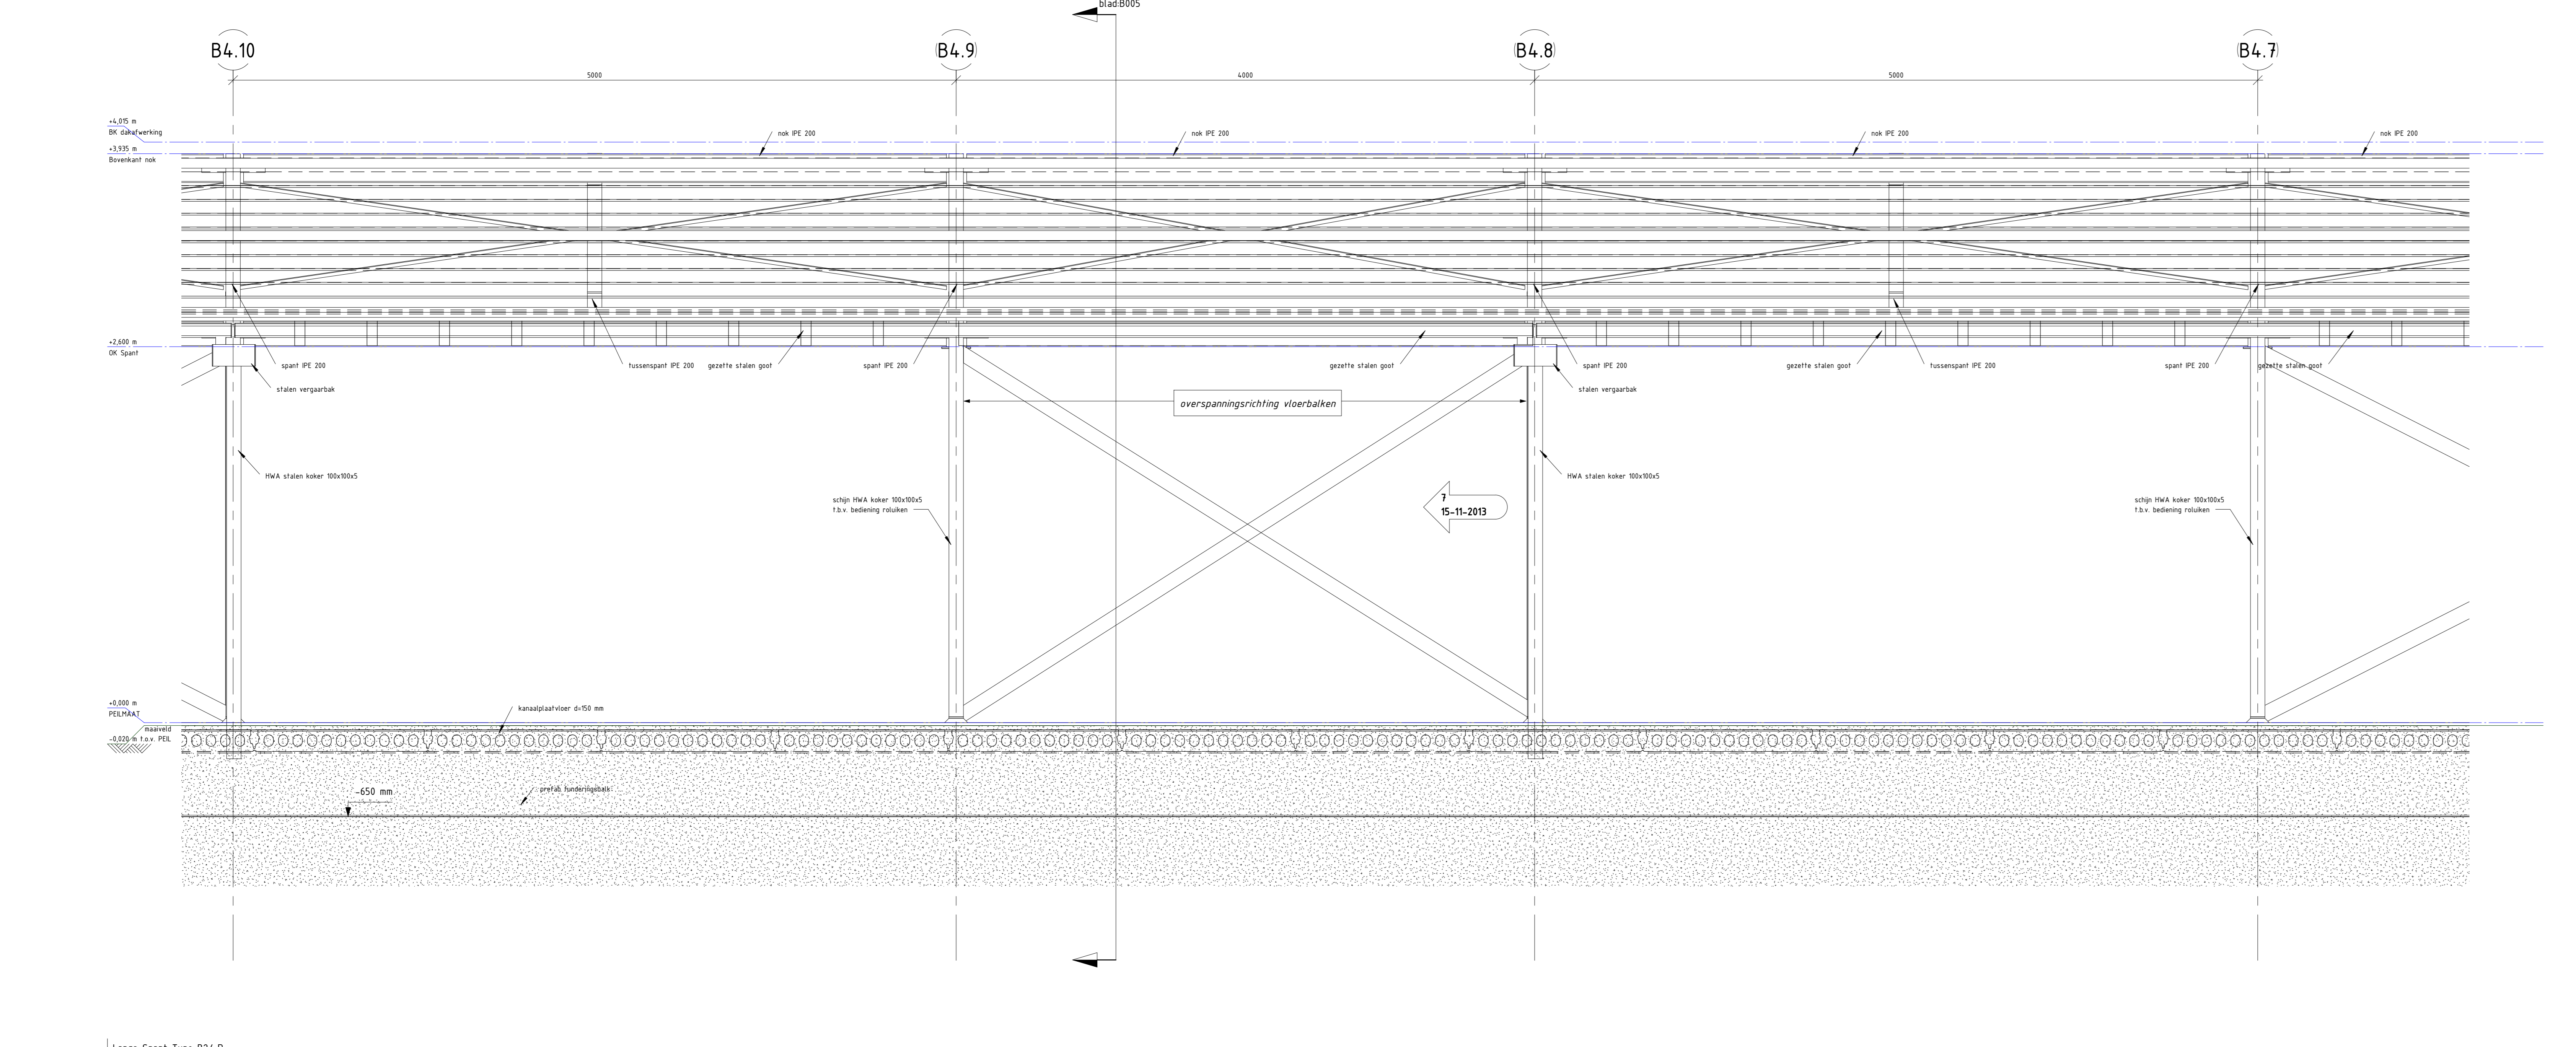 blad:B005
B4.10
B4.9
B4.8
B4.7
5000
4000
5000
+4,015 m
BK dakafwerking
+3,935 m
Bovenkant nok
nok IPE 200
nok IPE 200
nok IPE 200
nok IPE 200
+2,600 m
OK Spant
spant IPE 200
stalen vergaarbak
tussenspant IPE 200
gezette stalen goot
spant IPE 200
gezette stalen goot
spant IPE 200
stalen vergaarbak
gezette stalen goot
tussenspant IPE 200
spant IPE 200
gezette stalen goot
overspanningsrichting vloerbalken
HWA stalen koker 100x100x5
schijn HWA koker 100x100x5
t.b.v. bediening roluiken
HWA stalen koker 100x100x5
7
15-11-2013
schijn HWA koker 100x100x5
t.b.v. bediening roluiken
+0,000 m
PEILMAAT
maaiveld
-0,020 m t.o.v. PEIL
kanaalplaatvloer d=150 mm
-650 mm
prefab funderingsbalk